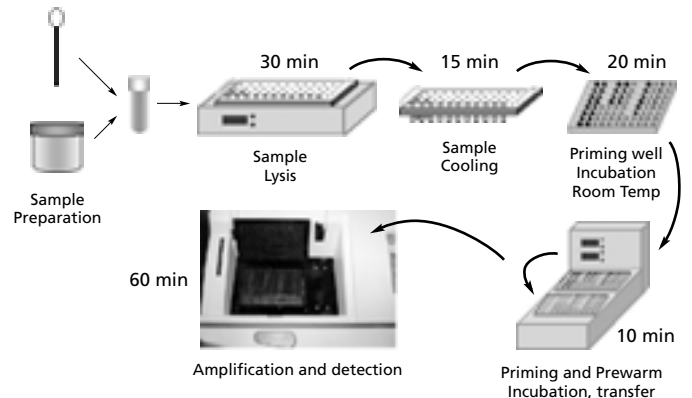 30 min
15 min
20 min
Sample
Preparation
Sample
Lysis
Sample
Cooling
Priming well
Incubation
Room Temp
10 min
Priming and Prewarm
Incubation, transfer
60 min
Amplification and detection